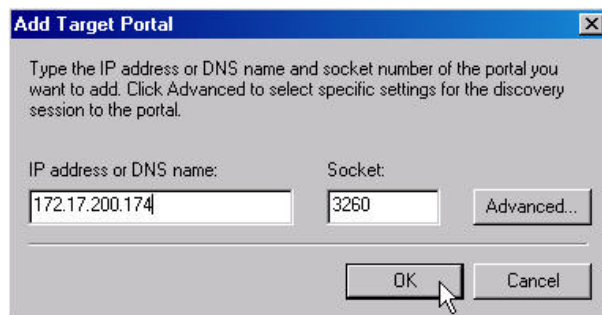 Add Target Portal
Type the IP address or DNS name and socket number of the portal you
want to add. Click Advanced to select specific settings for the discovery
session to the portal.
IP address or DNS name: Socket:
172.17.200.174 3260 Advanced...
OK Cancel